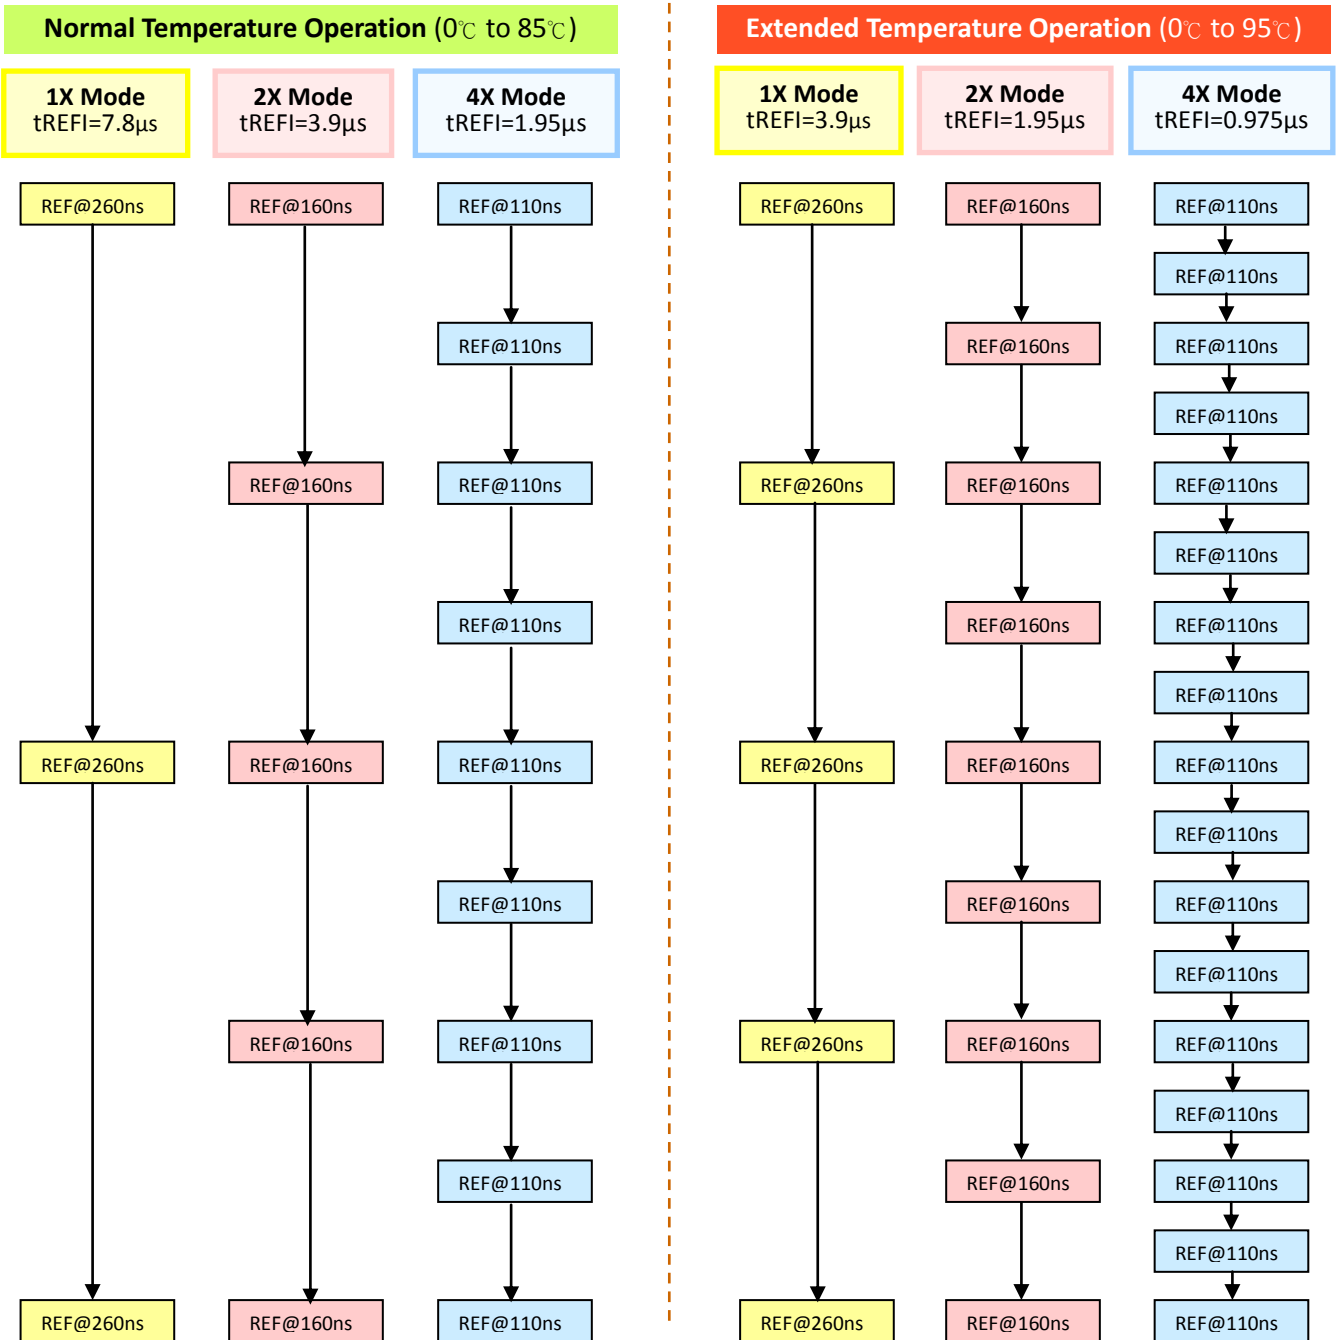 Normal Temperature Operation (0℃ to 85℃)
Extended Temperature Operation (0℃ to 95℃)
1X Mode
tREFI=7.8µs
2X Mode
tREFI=3.9µs
4X Mode
tREFI=1.95µs
1X Mode
tREFI=3.9µs
2X Mode
tREFI=1.95µs
4X Mode
tREFI=0.975µs
REF@260ns REF@160ns REF@110ns REF@260ns REF@160ns REF@110ns
REF@110ns
REF@110ns REF@160ns REF@110ns
REF@110ns
REF@160ns REF@110ns REF@260ns REF@160ns REF@110ns
REF@110ns
REF@110ns REF@160ns REF@110ns
REF@110ns
REF@260ns REF@160ns REF@110ns REF@260ns REF@160ns REF@110ns
REF@110ns
REF@110ns REF@160ns REF@110ns
REF@110ns
REF@160ns REF@110ns REF@260ns REF@160ns REF@110ns
REF@110ns
REF@110ns REF@160ns REF@110ns
REF@110ns
REF@260ns REF@160ns REF@110ns REF@260ns REF@160ns REF@110ns